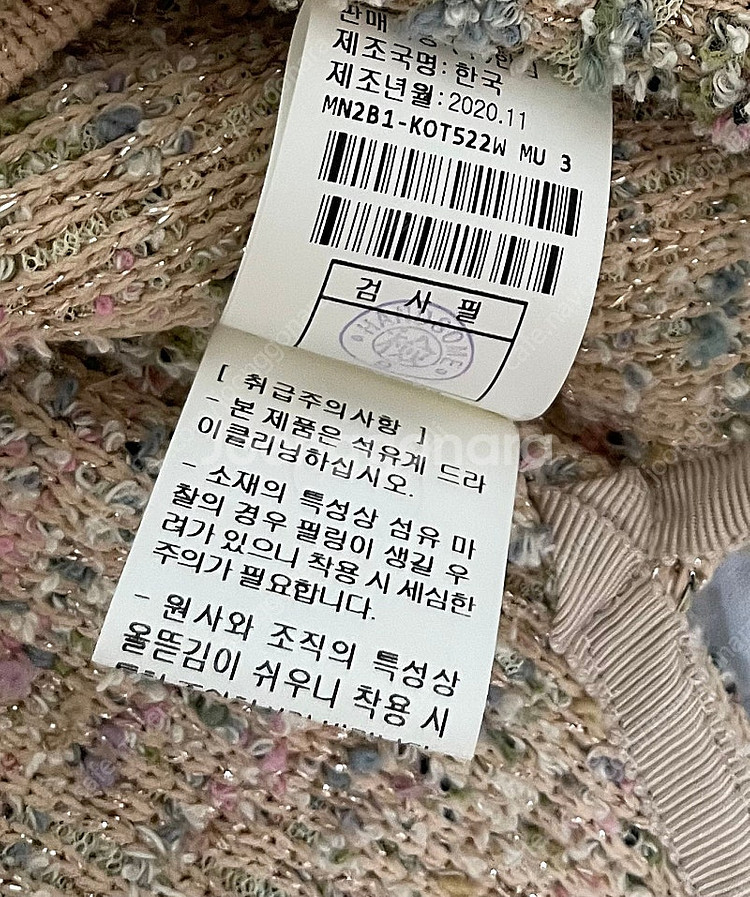 판매
제조국명:한국
제조년월:2020.11
MN2B1-KOT522W MU 3
검 사 필
[ 취급주의사항 ]
- 본 제품은 석유계 드라
이클리닝하십시오.
- 소재의 특성상 섬유 마
찰의 경우 필링이 생길 우
려가 있으니 착용 시 세심한
주의가 필요합니다.
- 원사와 조직의 특성상
올뜯김이 쉬우니 착용 시